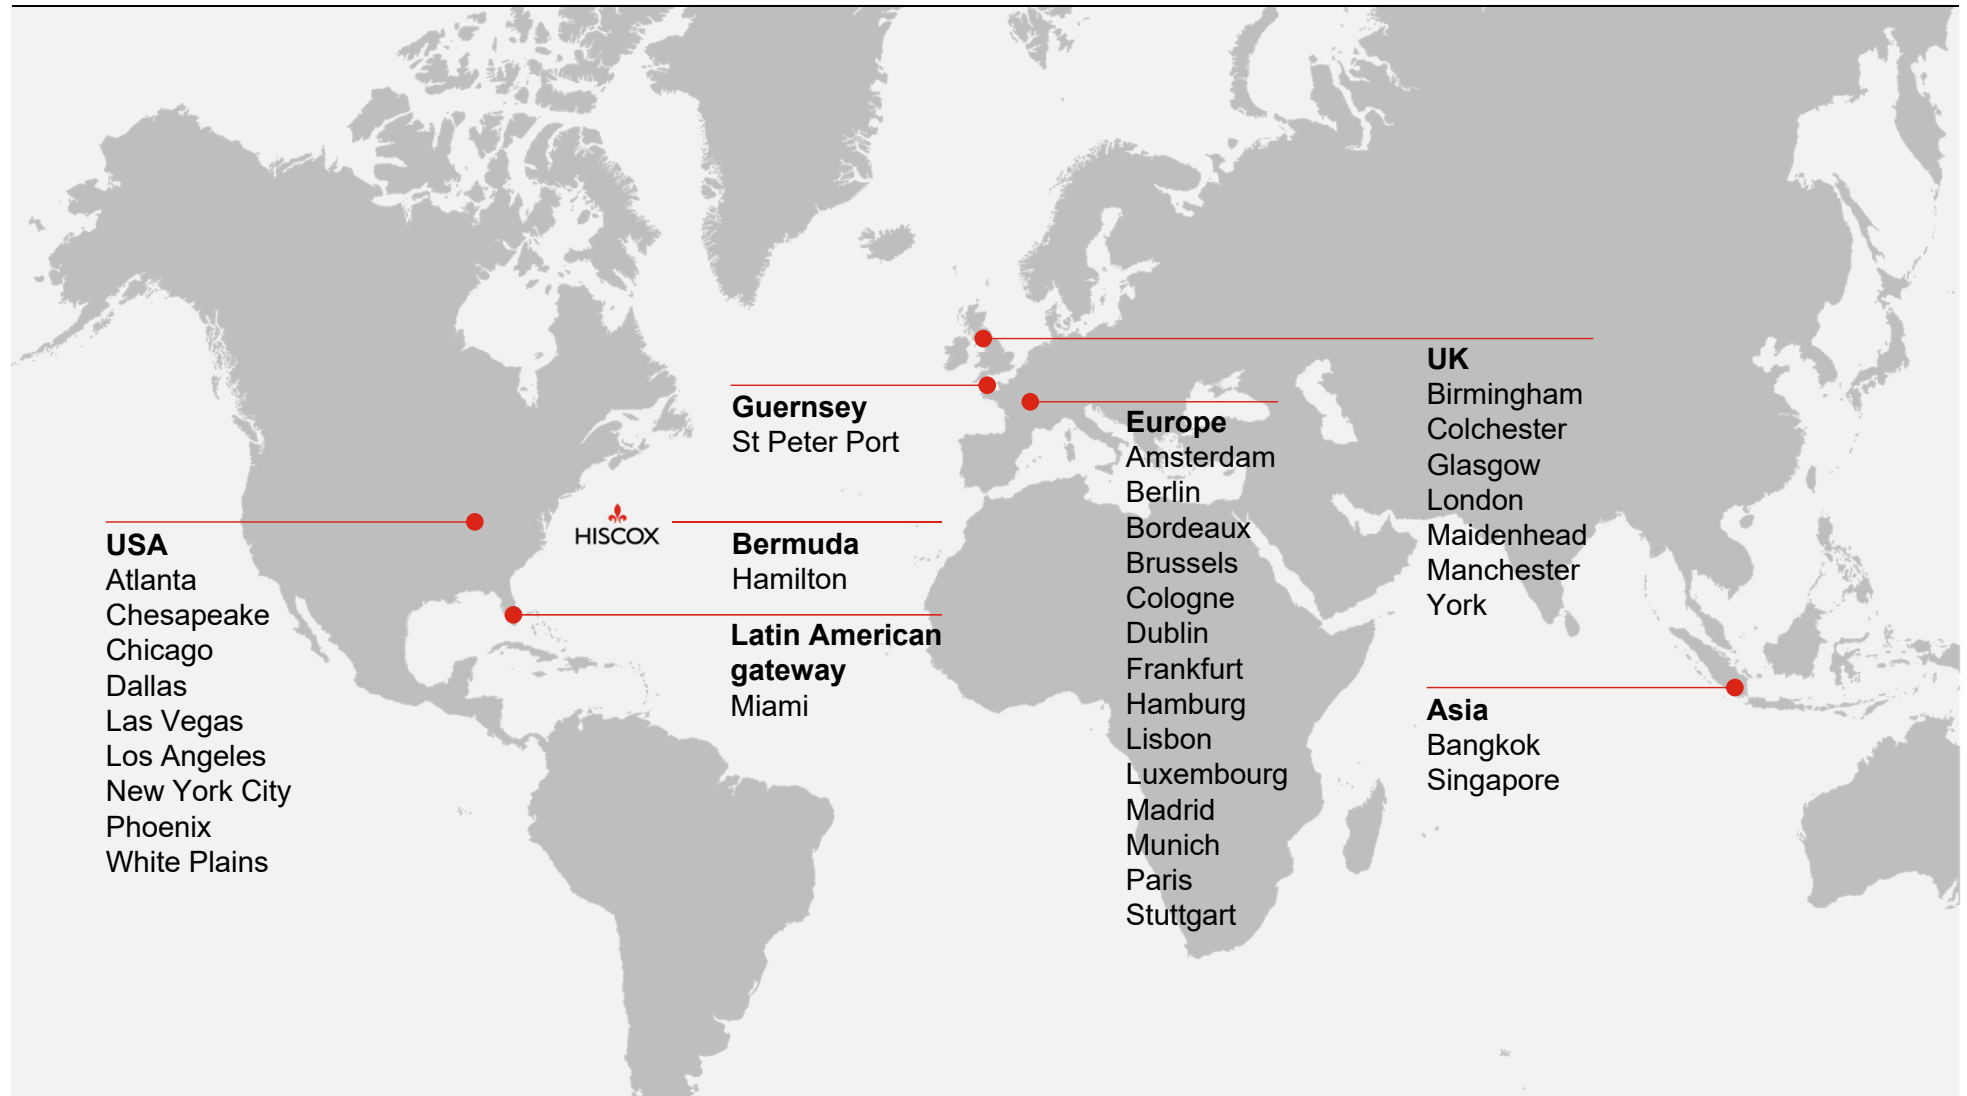 USA
Atlanta
Chesapeake
Chicago
Dallas
Las Vegas
Los Angeles
New York City
Phoenix
White Plains
HISCOX
Guernsey
St Peter Port
Bermuda
Hamilton
Latin American
gateway
Miami
Europe
Amsterdam
Berlin
Bordeaux
Brussels
Cologne
Dublin
Frankfurt
Hamburg
Lisbon
Luxembourg
Madrid
Munich
Paris
Stuttgart
UK
Birmingham
Colchester
Glasgow
London
Maidenhead
Manchester
York
Asia
Bangkok
Singapore